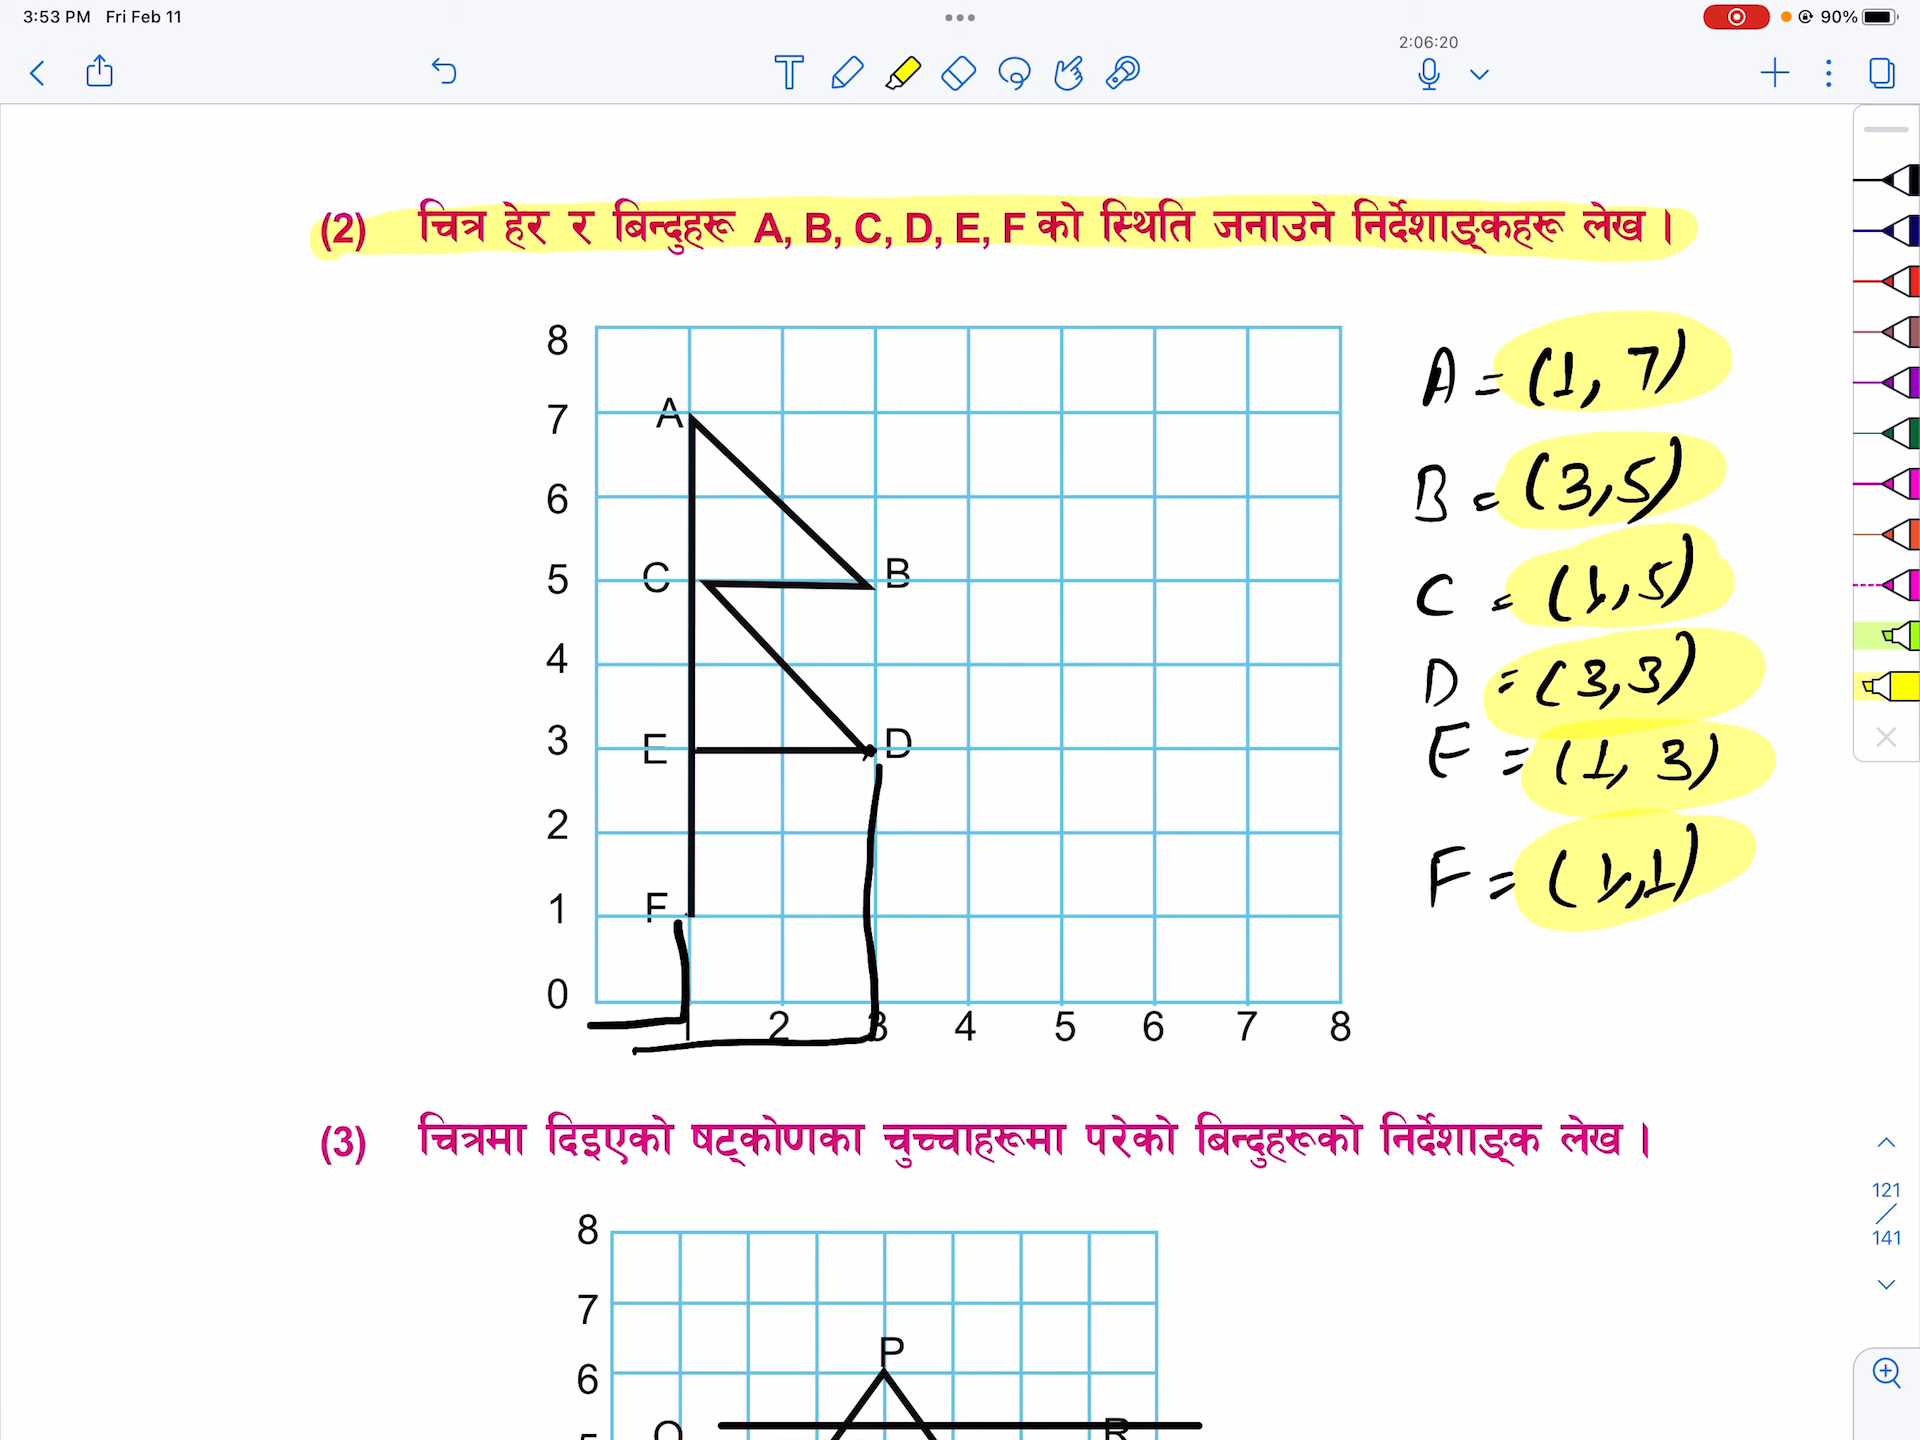 3:53 PM Fri Feb 11
90%
2:06:20
(2) चित्र हेर र बिन्दुहरू A, B, C, D, E, F को स्थिति जनाउने निर्देशाङ्कहरू लेख ।
8
7
6
5
4
3
2
1
0
A
B
C
D
E
F
1 2 3 4 5 6 7 8
A = (1, 7)
B = (3,5)
C = (1,5)
D = (3,3)
E = (1, 3)
F = (1,1)
(3) चित्रमा दिइएको षट्कोणका चुच्चाहरूमा परेको बिन्दुहरूको निर्देशाङ्क लेख ।
8
7
6
P
R
121
/
141